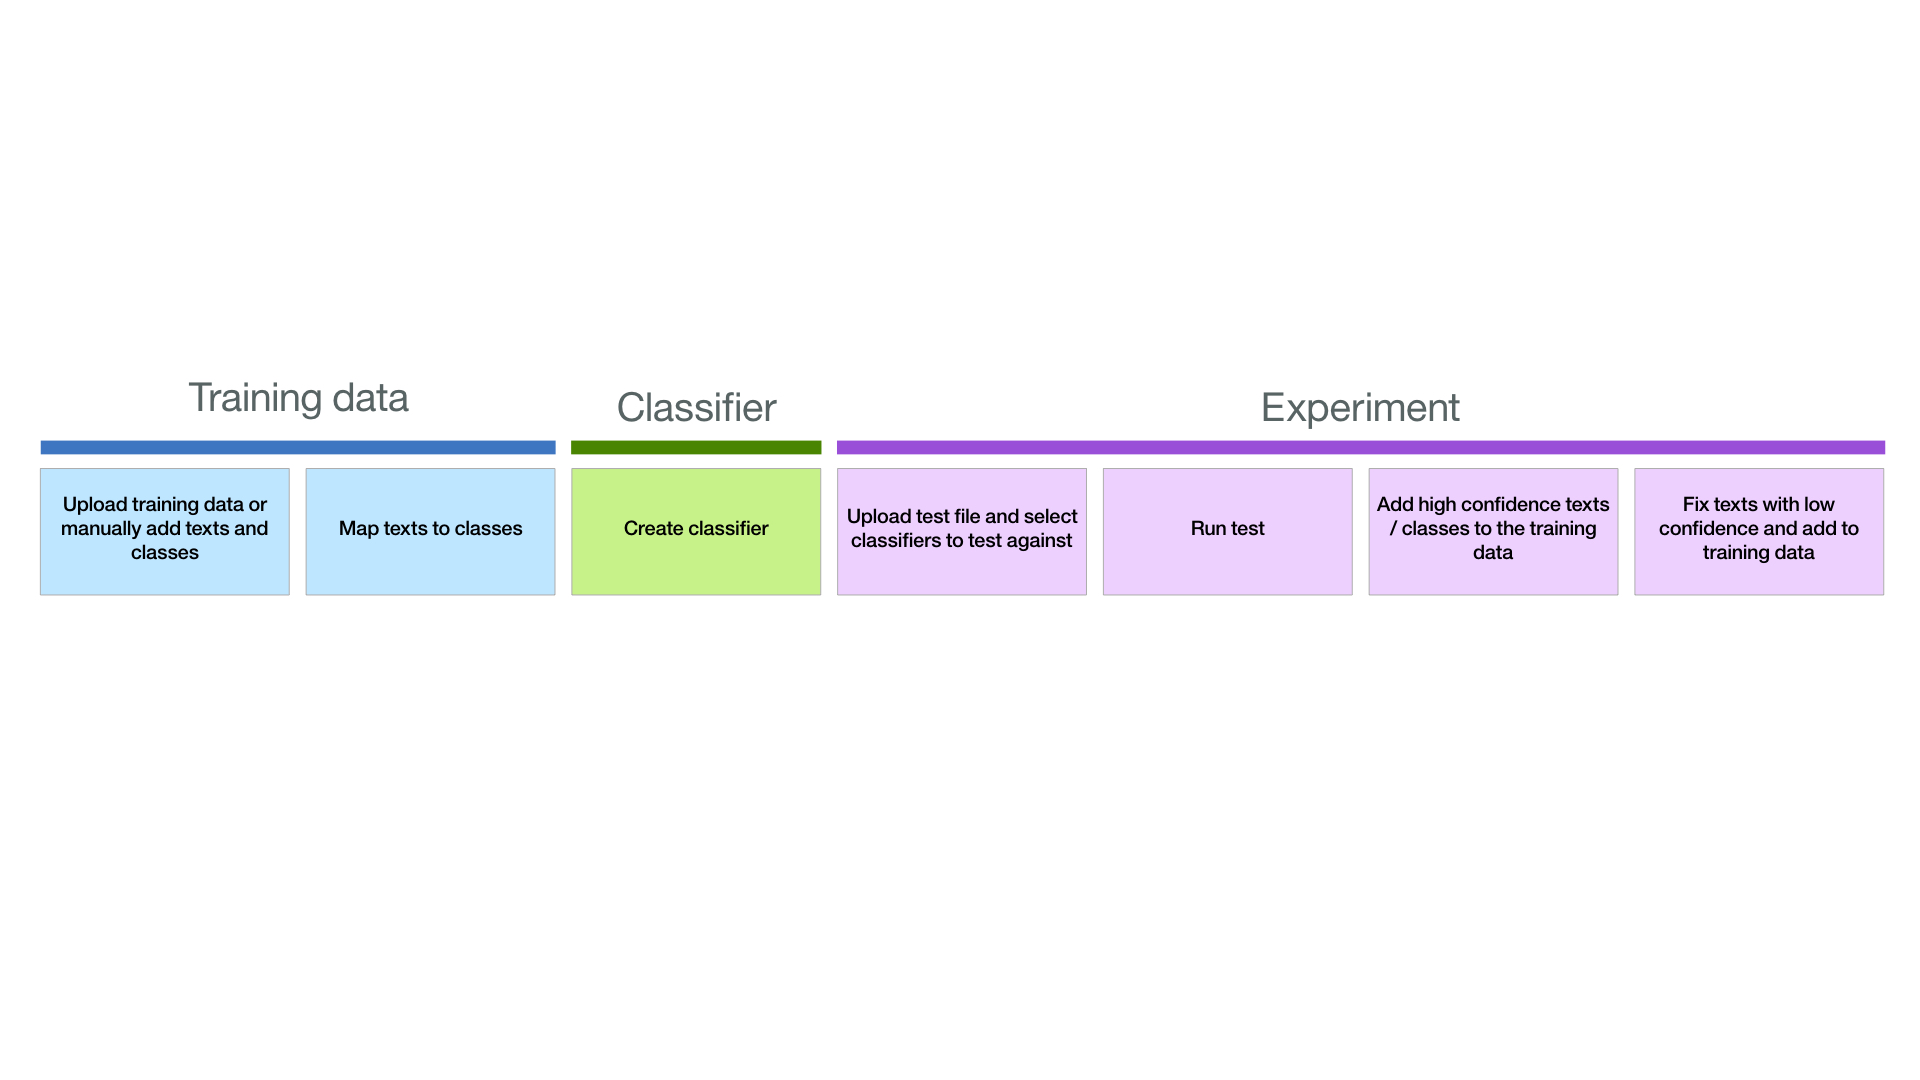 Training data
Classifier
Experiment
Upload training data or
manually add texts and
classes
Map texts to classes
Create classifier
Upload test file and select
classifiers to test against
Run test
Add high confidence texts
/ classes to the training
data
Fix texts with low
confidence and add to
training data